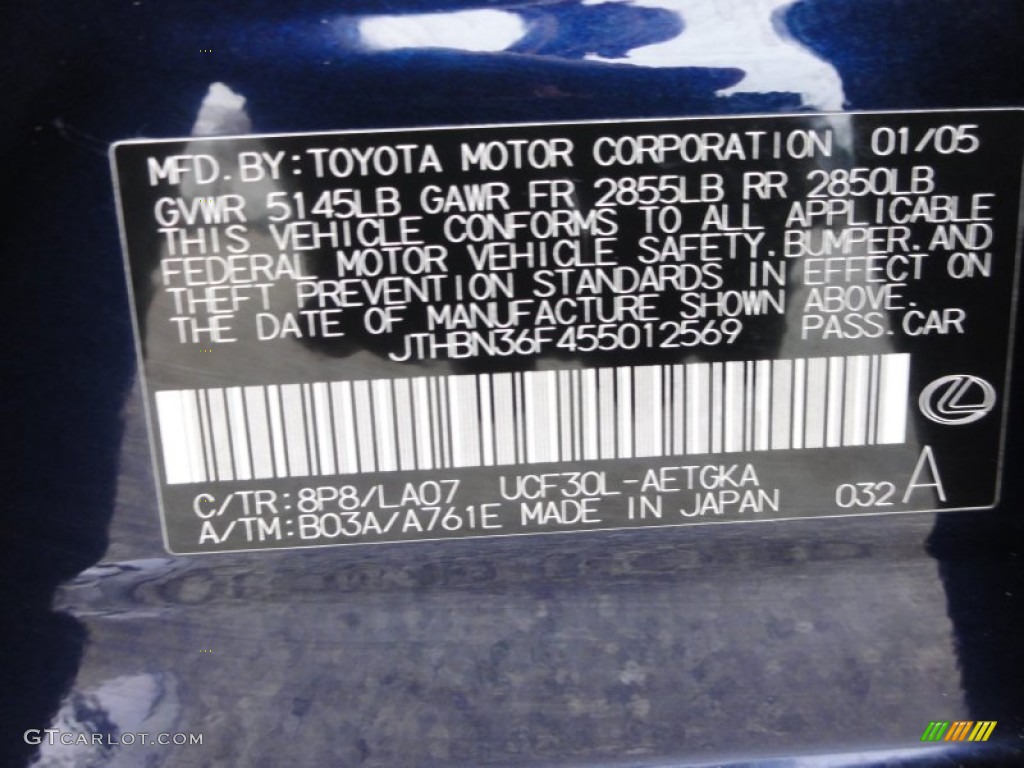 MFD. BY: TOYOTA MOTOR CORPORATION 01/05
GVWR 5145LB GAWR FR 2855LB RR 2850LB
THIS VEHICLE CONFORMS TO ALL APPLICABLE
FEDERAL MOTOR VEHICLE SAFETY. BUMPER. AND
THEFT PREVENTION STANDARDS IN EFFECT ON
THE DATE OF MANUFACTURE SHOWN ABOVE.
JTHBN36F455012569 PASS. CAR
C/TR: 8P8/LA07 UCF30L-AETGKA
A/TM: B03A/A761E MADE IN JAPAN 032 A
GTCARLOT.COM